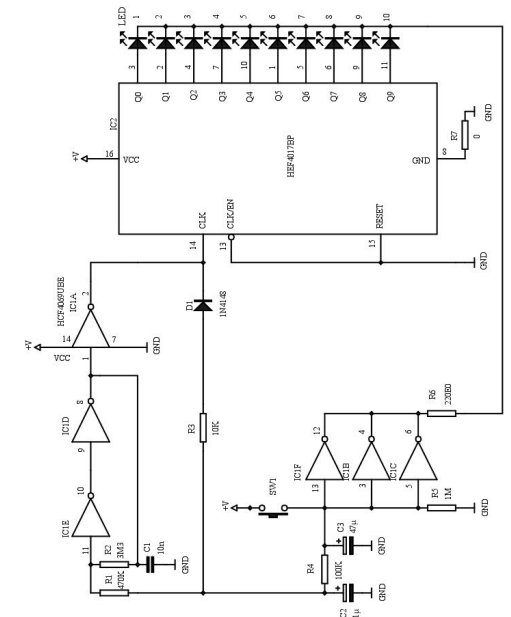 LED
1 2 3 4 5 6 7 8 9 10
3 2 4 7 10 1 5 6 9 11
Q0 Q1 Q2 Q3 Q4 Q5 Q6 Q7 Q8 Q9
IC2
+V
16
VCC
HEF4017BP
GND
8
R7
0
GND
CLK
CLK/EN
RESET
14
13
15
GND
HCF4069UBE
IC1A
+V
14
VCC
1
2
7
GND
D1
1N4148
IC1D
9
8
IC1E
11
10
R3
10K
R1
470K
R2
3M3
C1
10n
GND
+V
SW1
IC1F
13
12
IC1B
3
4
IC1C
5
6
R6
220E0
R5
1M
GND
R4
100K
C3
47µ
GND
C2
1µ
GND